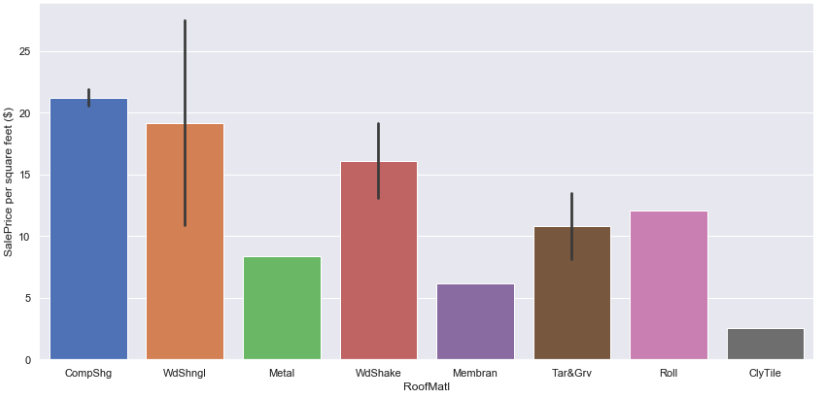 SalePrice per square feet ($)
25
20
15
10
5
0
CompShg WdShngl Metal WdShake Membran Tar&Grv Roll ClyTile
RoofMatl